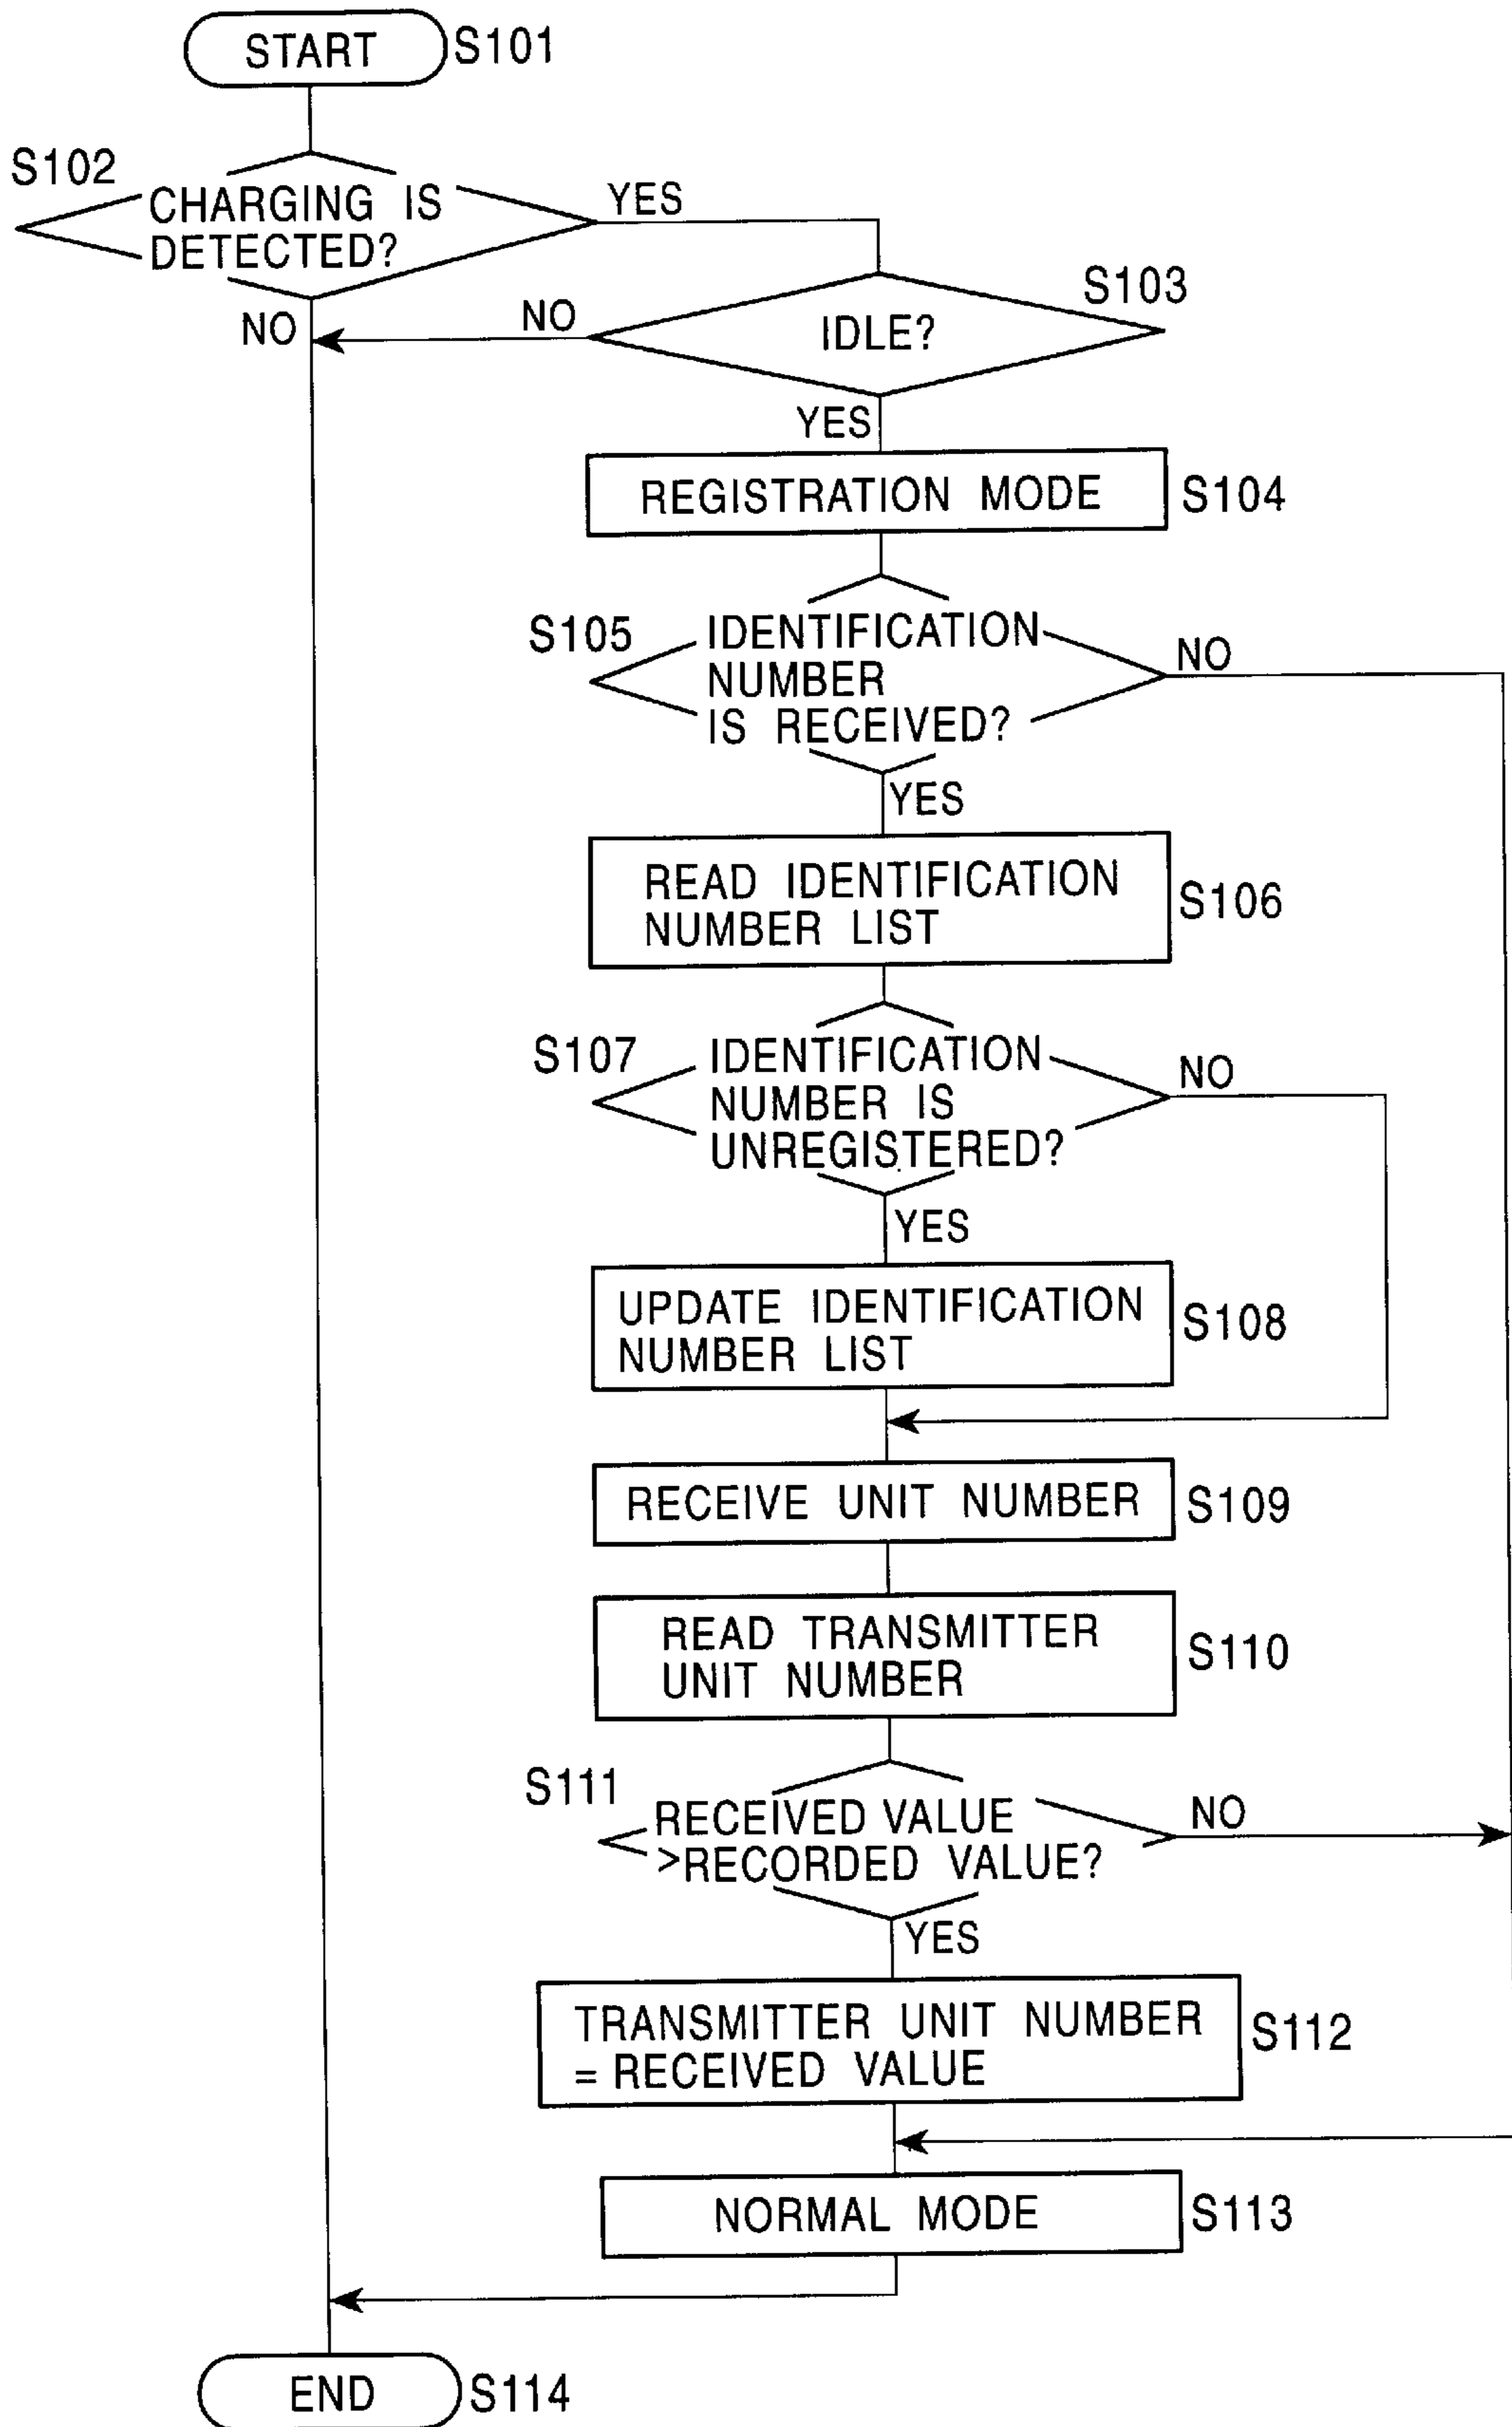 START
S101
S102
CHARGING IS
DETECTED?
YES
NO
S103
IDLE?
NO
YES
REGISTRATION MODE
S104
S105
IDENTIFICATION
NUMBER
IS RECEIVED?
NO
YES
READ IDENTIFICATION
NUMBER LIST
S106
S107
IDENTIFICATION
NUMBER IS
UNREGISTERED?
NO
YES
UPDATE IDENTIFICATION
NUMBER LIST
S108
RECEIVE UNIT NUMBER
S109
READ TRANSMITTER
UNIT NUMBER
S110
S111
RECEIVED VALUE
>RECORDED VALUE?
NO
YES
TRANSMITTER UNIT NUMBER
= RECEIVED VALUE
S112
NORMAL MODE
S113
END
S114